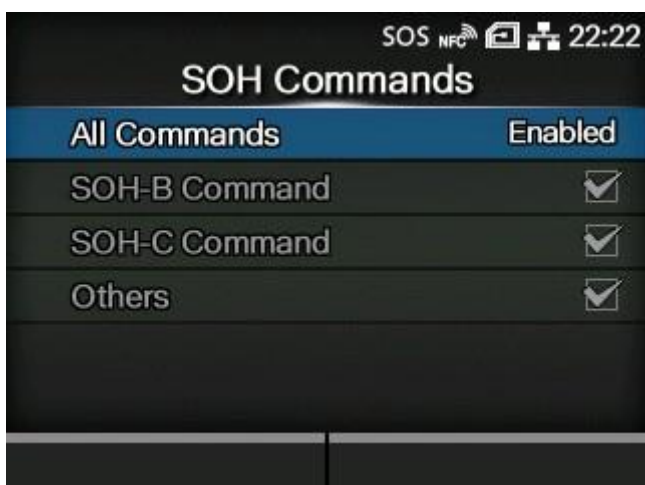 SOS NFC 22:22
SOH Commands
All Commands Enabled
SOH-B Command
SOH-C Command
Others